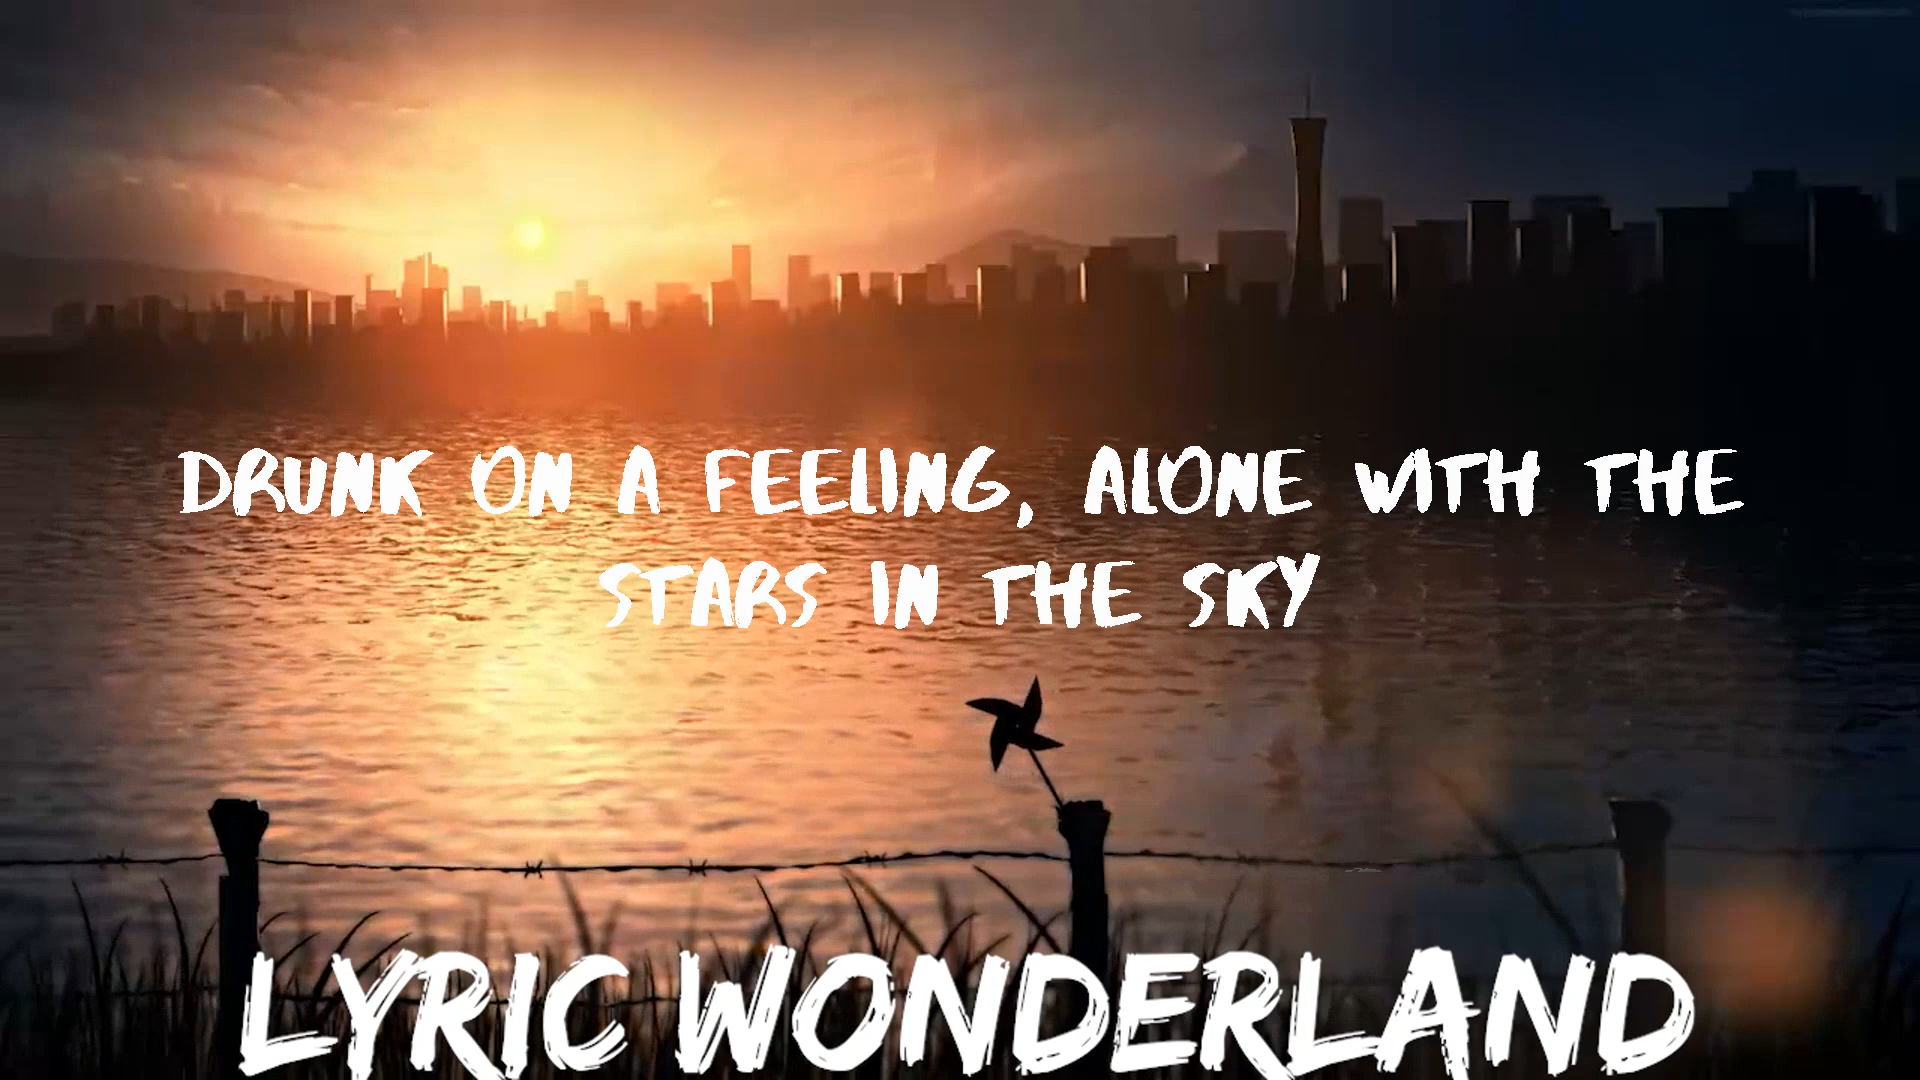 DRUNK ON A FEELING, ALONE WITH THE
STARS IN THE SKY
LYRIC WONDERLAND